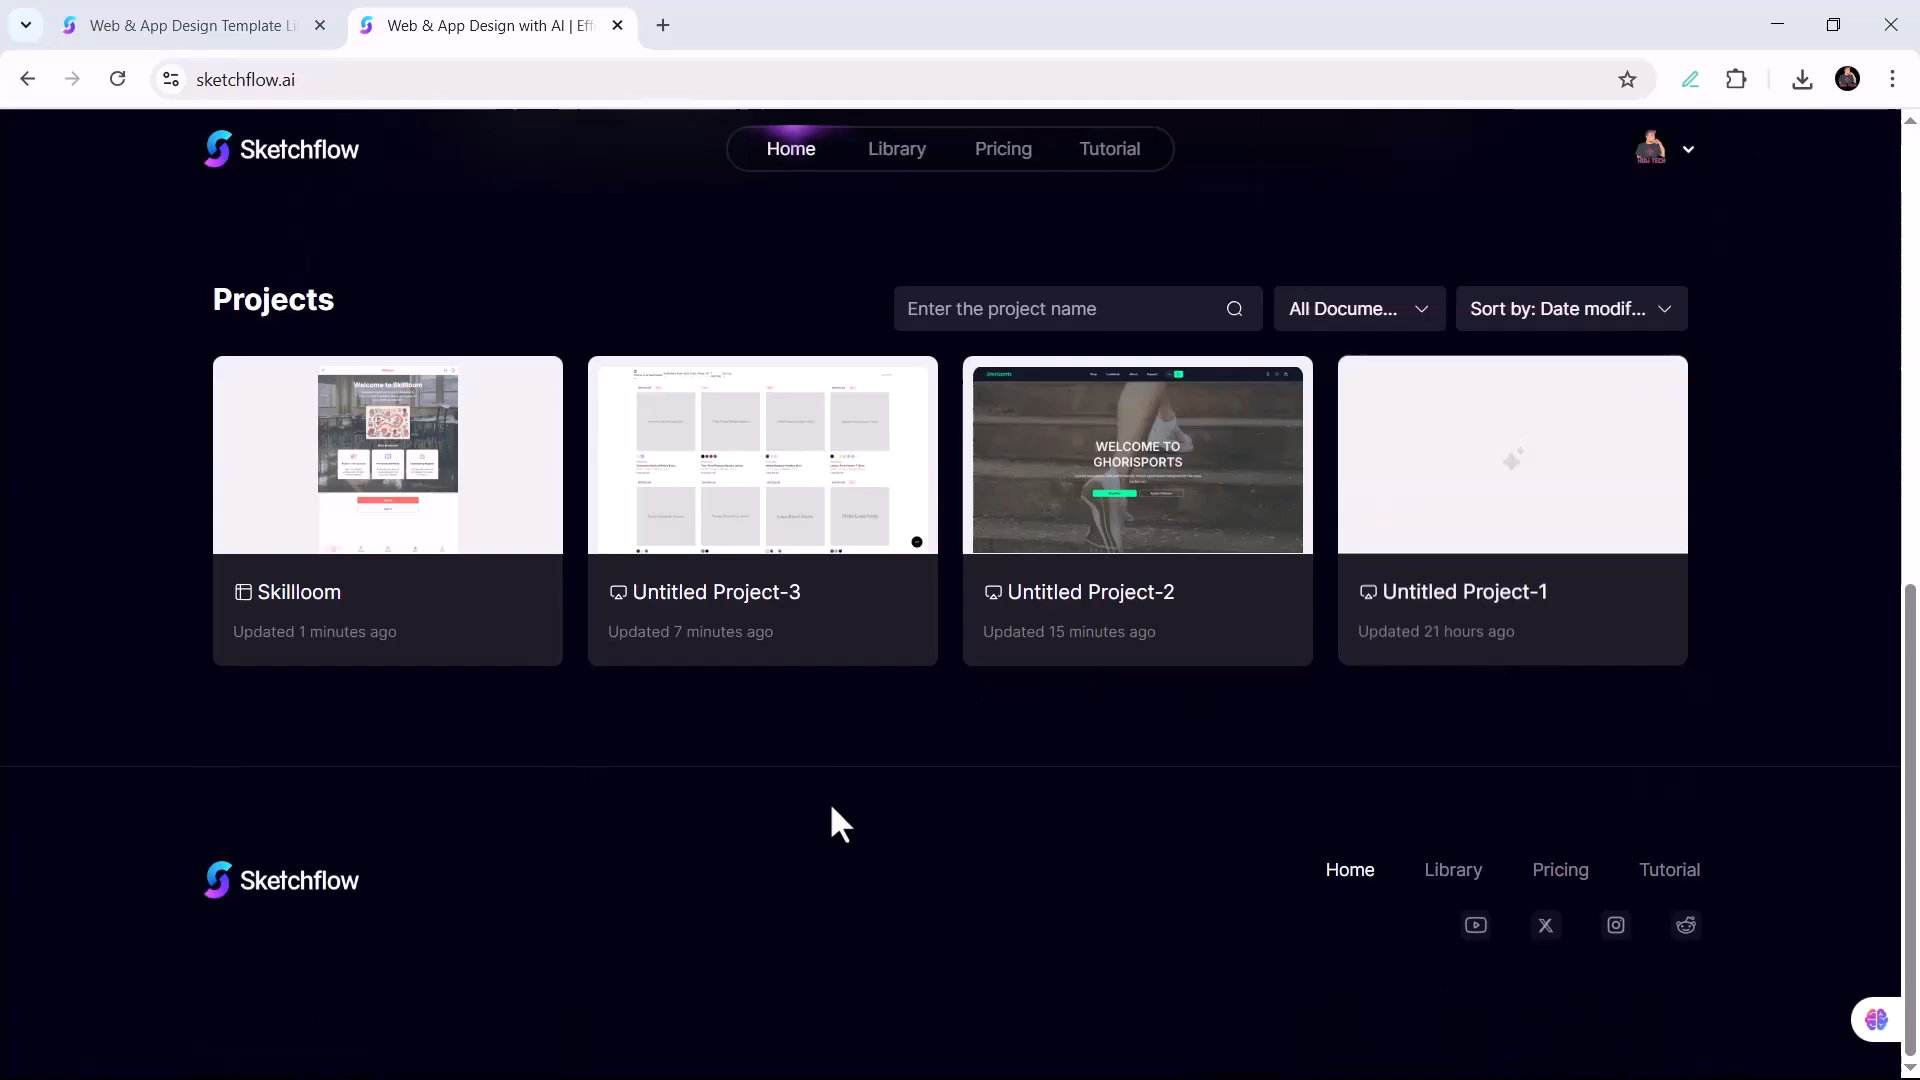 Web & App Design Template Li
Web & App Design with AI | Eff
sketchflow.ai
Sketchflow
Home
Library
Pricing
Tutorial
Projects
Enter the project name
All Docume...
Sort by: Date modif...
Welcome to Skillloom
WELCOME TO
GHORISPORTS
Skillloom
Updated 1 minutes ago
Untitled Project-3
Updated 7 minutes ago
Untitled Project-2
Updated 15 minutes ago
Untitled Project-1
Updated 21 hours ago
Sketchflow
Home
Library
Pricing
Tutorial